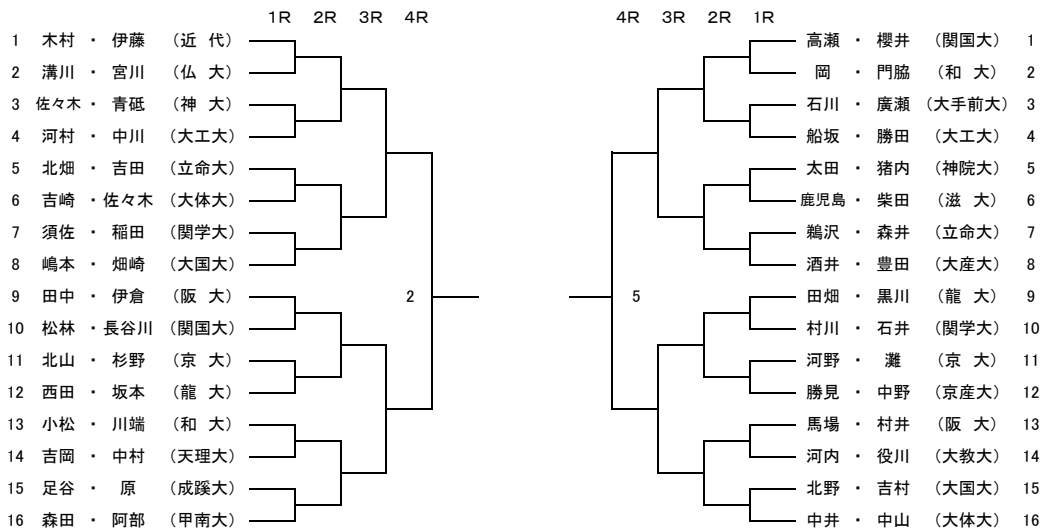 1R 2R 3R 4R
1 木村 ・ 伊藤 （近 代）
2 溝川 ・ 宮川 （仏 大）
3 佐々木 ・ 青砥 （神 大）
4 河村 ・ 中川 （大工大）
5 北畑 ・ 吉田 （立命大）
6 吉崎 ・ 佐々木 （大体大）
7 須佐 ・ 稲田 （関学大）
8 嶋本 ・ 畑崎 （大国大）
9 田中 ・ 伊倉 （阪 大）
2
10 松林 ・ 長谷川 （関国大）
11 北山 ・ 杉野 （京 大）
12 西田 ・ 坂本 （龍 大）
13 小松 ・ 川端 （和 大）
14 吉岡 ・ 中村 （天理大）
15 足谷 ・ 原 （成蹊大）
16 森田 ・ 阿部 （甲南大）
4R 3R 2R 1R
高瀬 ・ 櫻井 （関国大） 1
岡 ・ 門脇 （和 大） 2
石川 ・ 廣瀬 （大手前大） 3
船坂 ・ 勝田 （大工大） 4
太田 ・ 猪内 （神院大） 5
鹿児島 ・ 柴田 （滋 大） 6
鵜沢 ・ 森井 （立命大） 7
酒井 ・ 豊田 （大産大） 8
5
田畑 ・ 黒川 （龍 大） 9
村川 ・ 石井 （関学大） 10
河野 ・ 灘 （京 大） 11
勝見 ・ 中野 （京産大） 12
馬場 ・ 村井 （阪 大） 13
河内 ・ 役川 （大教大） 14
北野 ・ 吉村 （大国大） 15
中井 ・ 中山 （大体大） 16